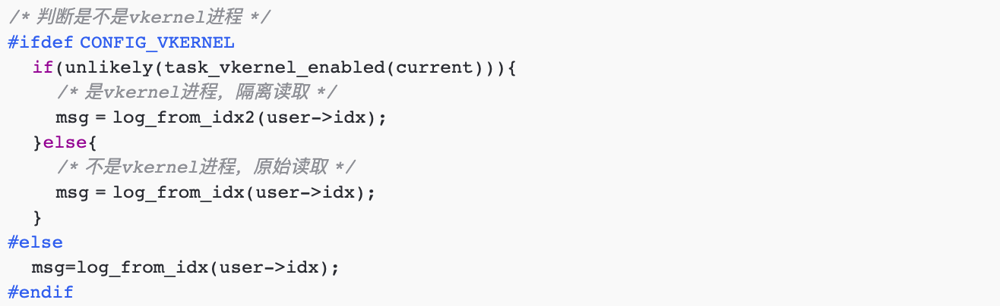 /* 判断是不是vkernel进程 */
#ifdef CONFIG_VKERNEL
if(unlikely(task_vkernel_enabled(current))){
/* 是vkernel进程，隔离读取 */
msg = log_from_idx2(user->idx);
}else{
/* 不是vkernel进程，原始读取 */
msg = log_from_idx(user->idx);
}
#else
msg=log_from_idx(user->idx);
#endif